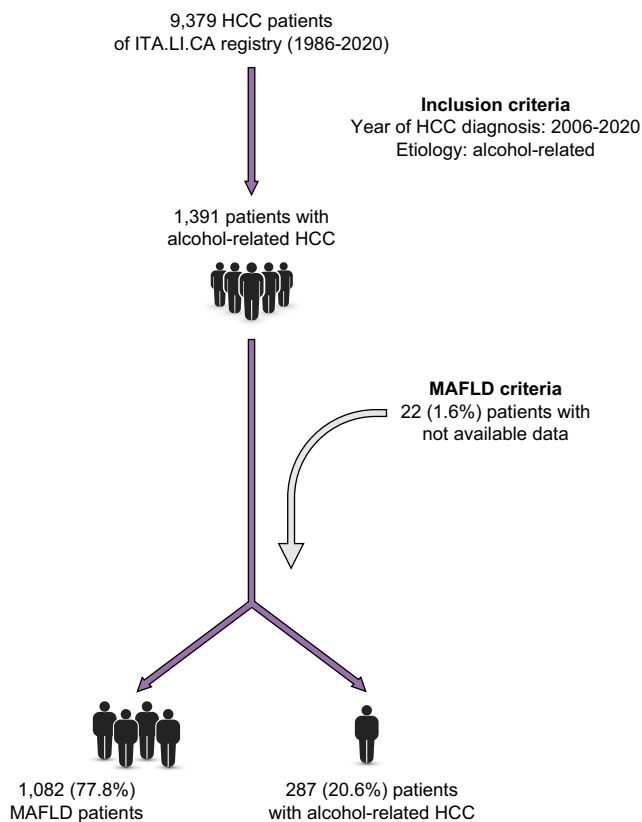 9,379 HCC patients
of ITA.LI.CA registry (1986-2020)
Inclusion criteria
Year of HCC diagnosis: 2006-2020
Etiology: alcohol-related
1,391 patients with
alcohol-related HCC
MAFLD criteria
22 (1.6%) patients with
not available data
1,082 (77.8%)
MAFLD patients
287 (20.6%) patients
with alcohol-related HCC